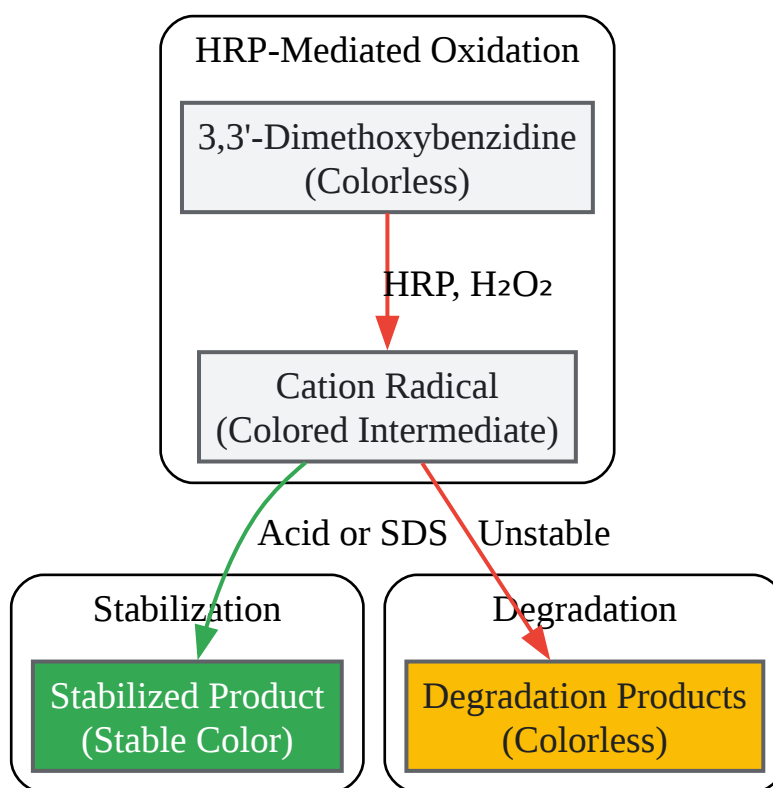 HRP-Mediated Oxidation
3,3'-Dimethoxybenzidine
(Colorless)
HRP, H₂O₂
Cation Radical
(Colored Intermediate)
Acid or SDS
Unstable
Stabilization
Degradation
Stabilized Product
(Stable Color)
Degradation Products
(Colorless)